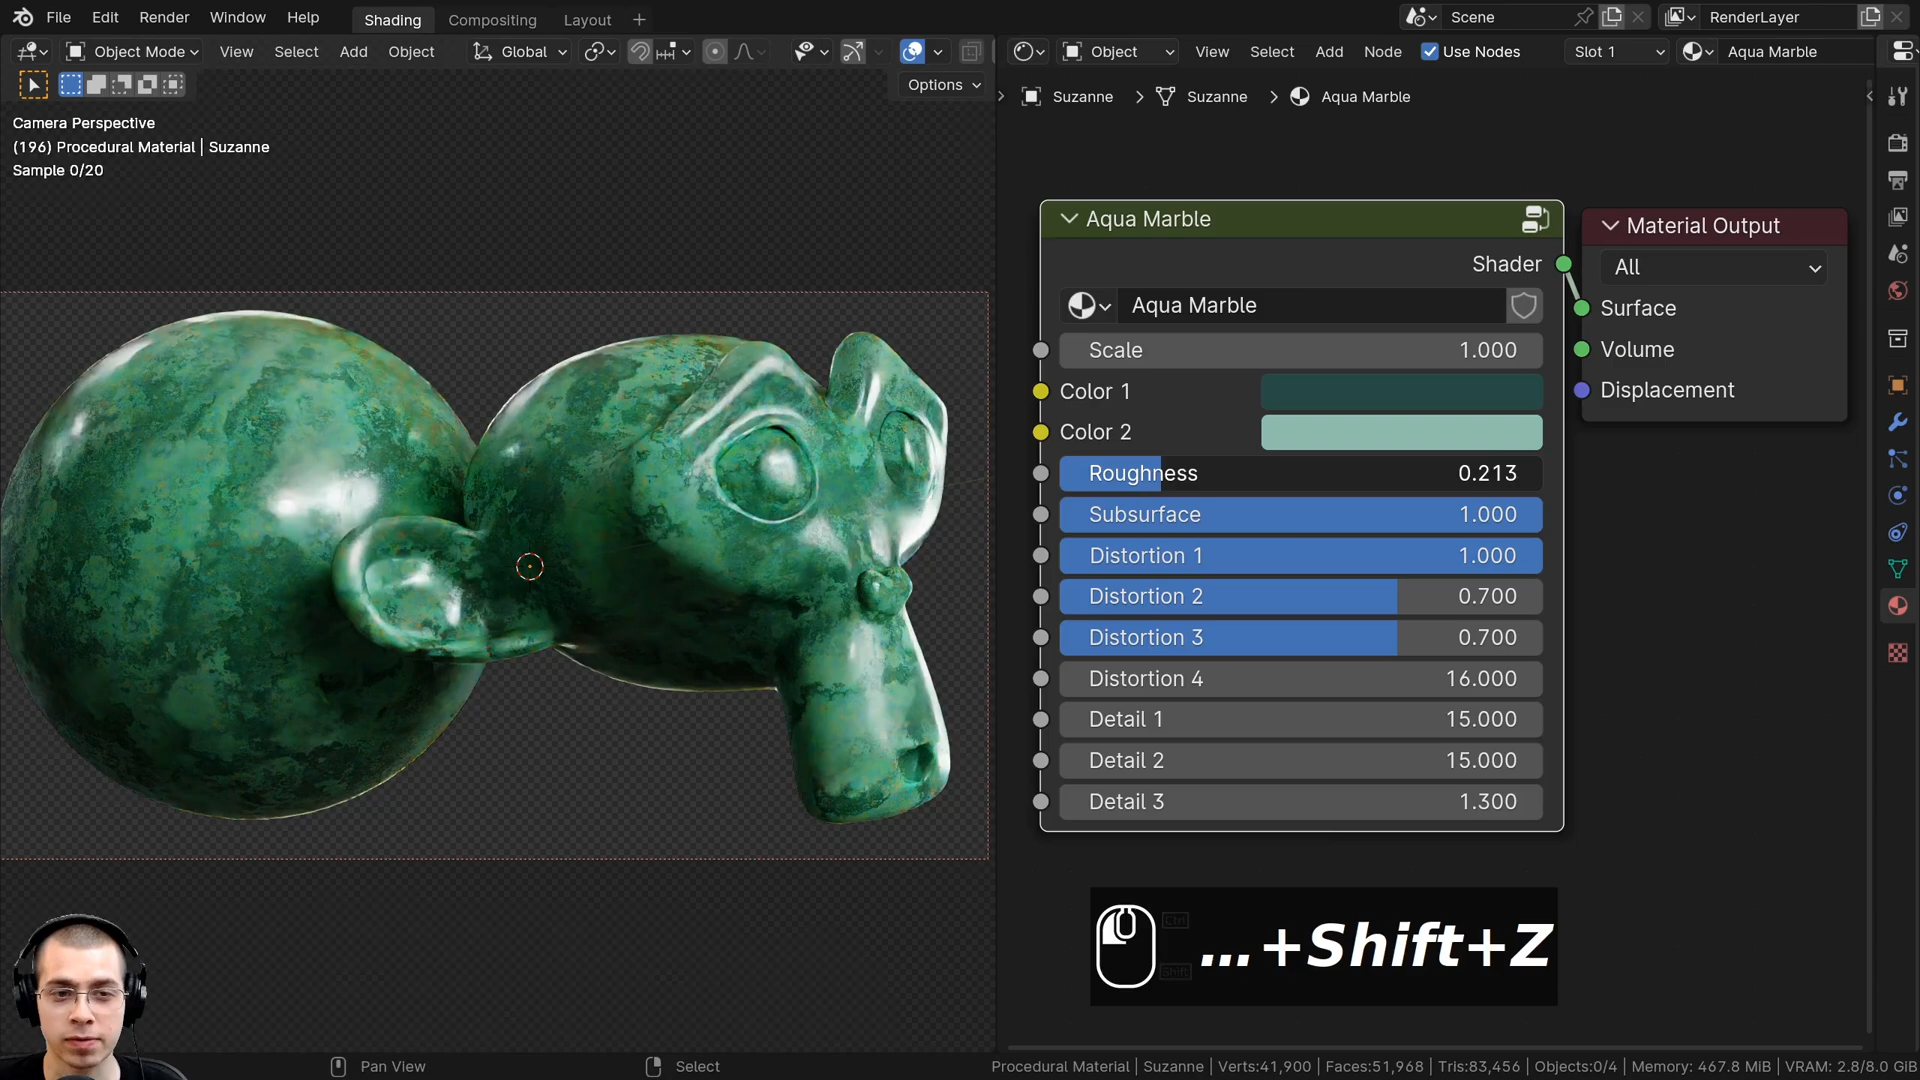 File Edit Render Window Help Shading Compositing Layout + Scene RenderLayer
Object Mode View Select Add Object Global Object View Select Add Node Use Nodes Slot 1 Aqua Marble
Options
Suzanne > Suzanne > Aqua Marble
Camera Perspective
(196) Procedural Material | Suzanne
Sample 0/20
Aqua Marble
Shader
Aqua Marble
Scale 1.000
Color 1
Color 2
Roughness 0.213
Subsurface 1.000
Distortion 1 1.000
Distortion 2 0.700
Distortion 3 0.700
Distortion 4 16.000
Detail 1 15.000
Detail 2 15.000
Detail 3 1.300
Material Output
All
Surface
Volume
Displacement
Ctrl
...+Shift+Z
Shift
Pan View Select Procedural Material | Suzanne | Verts:41,900 | Faces:51,968 | Tris:83,456 | Objects:0/4 | Memory: 467.8 MiB | VRAM: 2.8/8.0 GiB